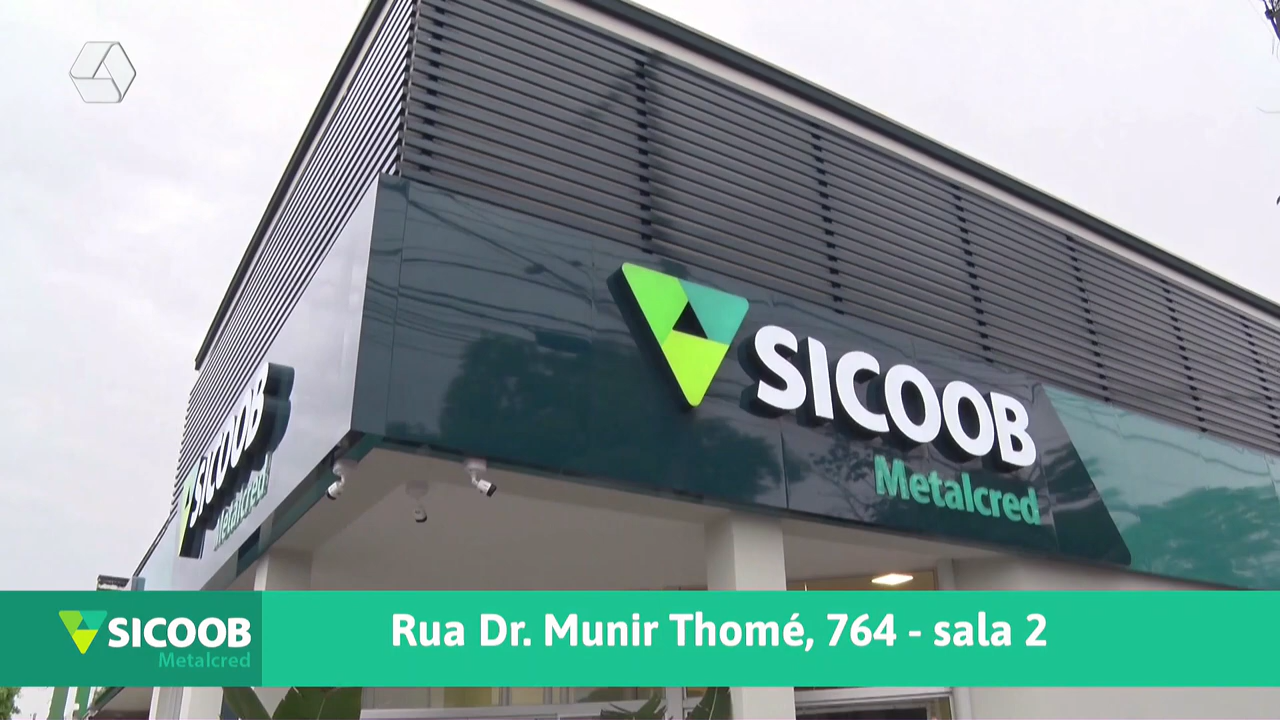 SICOOB
Metalcred
SICOOB
Metalcred
SICOOB
Metalcred
Rua Dr. Munir Thomé, 764 - sala 2